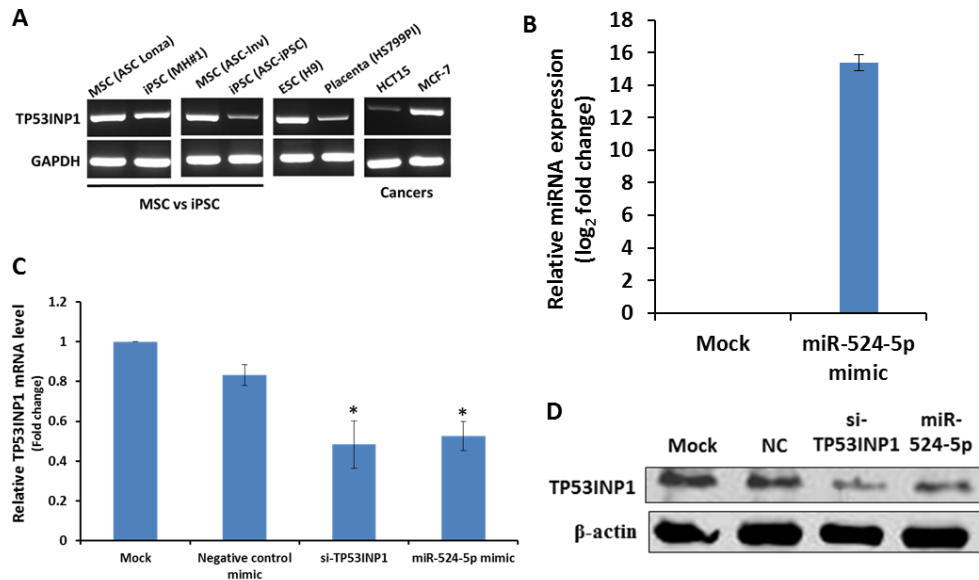 A
MSC (ASC Lonza)
iPSC (MH#1)
MSC (ASC-Inv)
iPSC (ASC-iPSC)
ESC (H9)
Placenta (HS799Pl)
HCT15
MCF-7
TP53INP1
GAPDH
MSC vs iPSC
Cancers
B
Relative miRNA expression
(log₂ fold change)
18
16
14
12
10
8
6
4
2
0
Mock
miR-524-5p
mimic
C
Relative TP53INP1 mRNA level
(Fold change)
1.2
1
0.8
0.6
0.4
0.2
0
*
*
Mock
Negative control
mimic
si-TP53INP1
miR-524-5p mimic
D
Mock
NC
si-
TP53INP1
miR-
524-5p
TP53INP1
β-actin